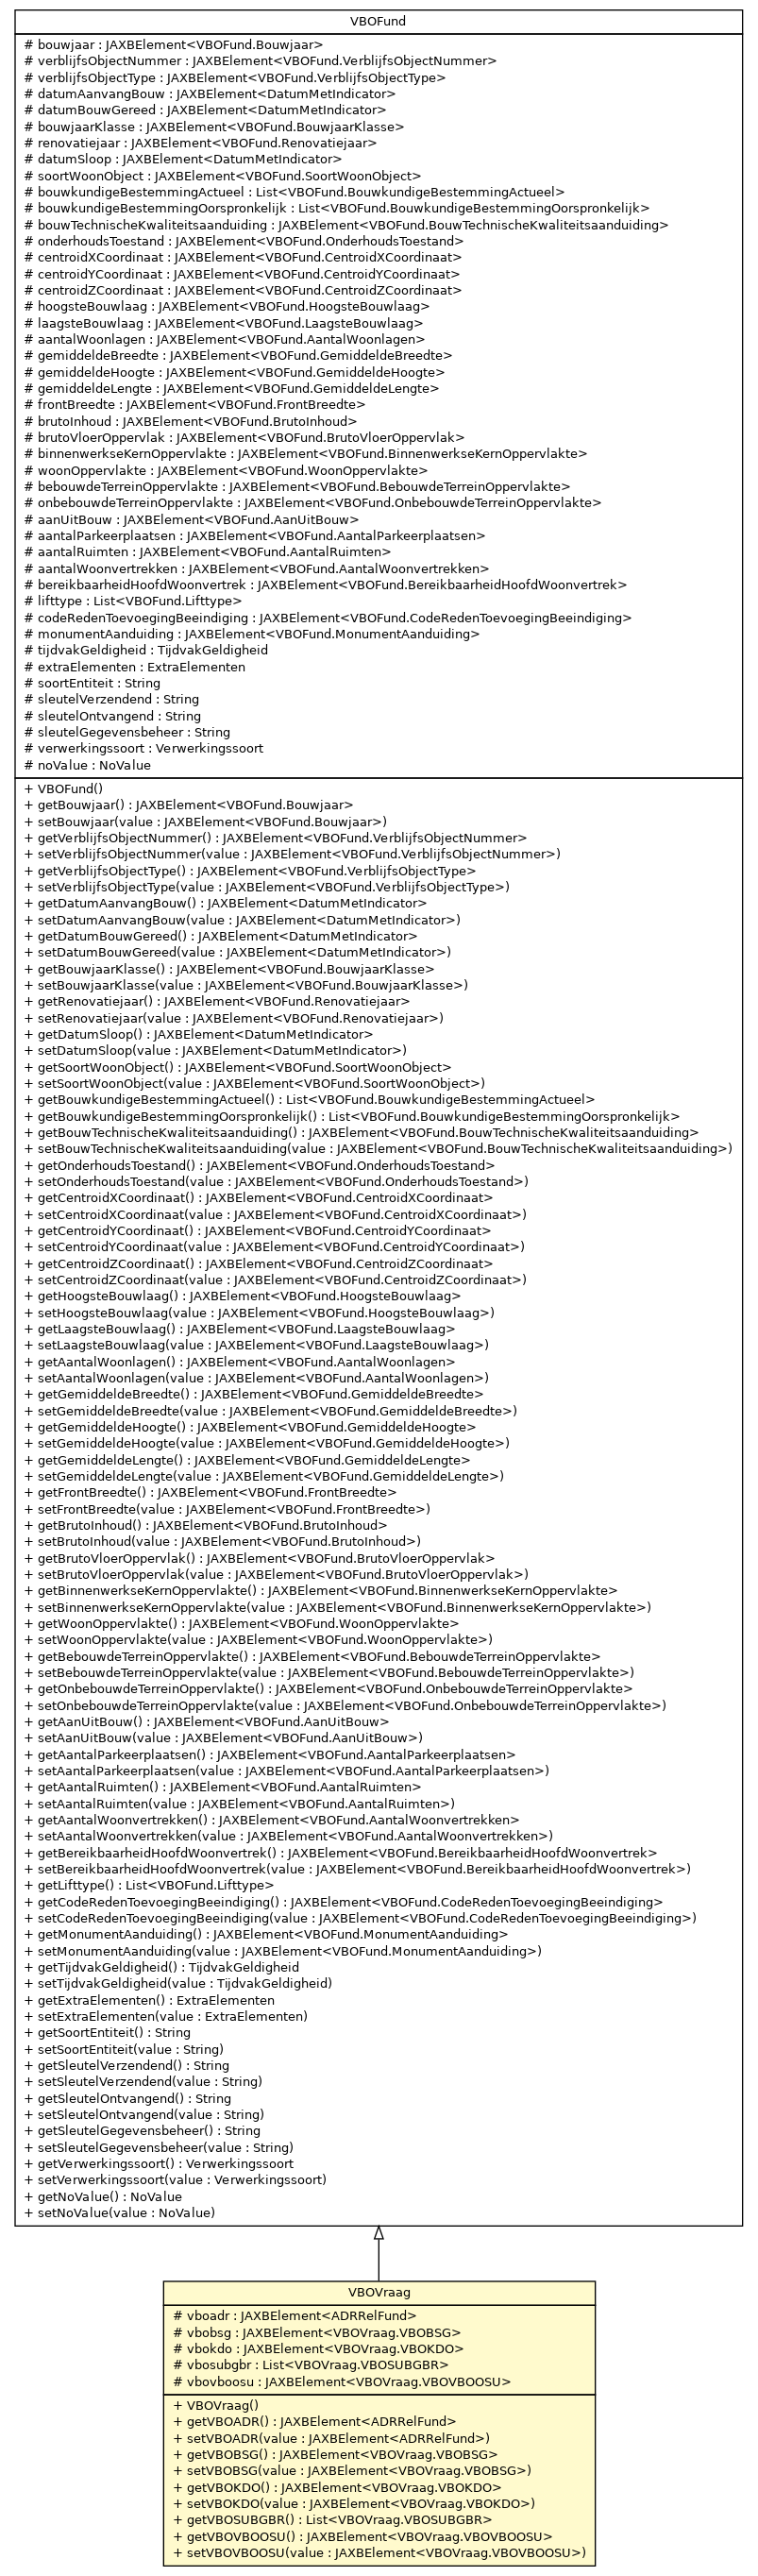 VBOFund
# bouwjaar : JAXBElement<VBOFund.Bouwjaar>
# verblijfsObjectNummer : JAXBElement<VBOFund.VerblijfsObjectNummer>
# verblijfsObjectType : JAXBElement<VBOFund.VerblijfsObjectType>
# datumAanvangBouw : JAXBElement<DatumMetIndicator>
# datumBouwGereed : JAXBElement<DatumMetIndicator>
# bouwjaarKlasse : JAXBElement<VBOFund.BouwjaarKlasse>
# renovatiejaar : JAXBElement<VBOFund.Renovatiejaar>
# datumSloop : JAXBElement<DatumMetIndicator>
# soortWoonObject : JAXBElement<VBOFund.SoortWoonObject>
# bouwkundigeBestemmingActueel : List<VBOFund.BouwkundigeBestemmingActueel>
# bouwkundigeBestemmingOorspronkelijk : List<VBOFund.BouwkundigeBestemmingOorspronkelijk>
# bouwTechnischeKwaliteitsaanduiding : JAXBElement<VBOFund.BouwTechnischeKwaliteitsaanduiding>
# onderhoudsToestand : JAXBElement<VBOFund.OnderhoudsToestand>
# centroidXCoordinaat : JAXBElement<VBOFund.CentroidXCoordinaat>
# centroidYCoordinaat : JAXBElement<VBOFund.CentroidYCoordinaat>
# centroidZCoordinaat : JAXBElement<VBOFund.CentroidZCoordinaat>
# hoogsteBouwlaag : JAXBElement<VBOFund.HoogsteBouwlaag>
# laagsteBouwlaag : JAXBElement<VBOFund.LaagsteBouwlaag>
# aantalWoonlagen : JAXBElement<VBOFund.AantalWoonlagen>
# gemiddeldeBreedte : JAXBElement<VBOFund.GemiddeldeBreedte>
# gemiddeldeHoogte : JAXBElement<VBOFund.GemiddeldeHoogte>
# gemiddeldeLengte : JAXBElement<VBOFund.GemiddeldeLengte>
# frontBreedte : JAXBElement<VBOFund.FrontBreedte>
# brutoInhoud : JAXBElement<VBOFund.BrutoInhoud>
# brutoVloerOppervlak : JAXBElement<VBOFund.BrutoVloerOppervlak>
# binnenwerkseKernOppervlakte : JAXBElement<VBOFund.BinnenwerkseKernOppervlakte>
# woonOppervlakte : JAXBElement<VBOFund.WoonOppervlakte>
# bebouwdeTerreinOppervlakte : JAXBElement<VBOFund.BebouwdeTerreinOppervlakte>
# onbebouwdeTerreinOppervlakte : JAXBElement<VBOFund.OnbebouwdeTerreinOppervlakte>
# aanUitBouw : JAXBElement<VBOFund.AanUitBouw>
# aantalParkeerplaatsen : JAXBElement<VBOFund.AantalParkeerplaatsen>
# aantalRuimten : JAXBElement<VBOFund.AantalRuimten>
# aantalWoonvertrekken : JAXBElement<VBOFund.AantalWoonvertrekken>
# bereikbaarheidHoofdWoonvertrek : JAXBElement<VBOFund.BereikbaarheidHoofdWoonvertrek>
# lifttype : List<VBOFund.Lifttype>
# codeRedenToevoegingBeeindiging : JAXBElement<VBOFund.CodeRedenToevoegingBeeindiging>
# monumentAanduiding : JAXBElement<VBOFund.MonumentAanduiding>
# tijdvakGeldigheid : TijdvakGeldigheid
# extraElementen : ExtraElementen
# soortEntiteit : String
# sleutelVerzendend : String
# sleutelOntvangend : String
# sleutelGegevensbeheer : String
# verwerkingssoort : Verwerkingssoort
# noValue : NoValue
+ VBOFund()
+ getBouwjaar() : JAXBElement<VBOFund.Bouwjaar>
+ setBouwjaar(value : JAXBElement<VBOFund.Bouwjaar>)
+ getVerblijfsObjectNummer() : JAXBElement<VBOFund.VerblijfsObjectNummer>
+ setVerblijfsObjectNummer(value : JAXBElement<VBOFund.VerblijfsObjectNummer>)
+ getVerblijfsObjectType() : JAXBElement<VBOFund.VerblijfsObjectType>
+ setVerblijfsObjectType(value : JAXBElement<VBOFund.VerblijfsObjectType>)
+ getDatumAanvangBouw() : JAXBElement<DatumMetIndicator>
+ setDatumAanvangBouw(value : JAXBElement<DatumMetIndicator>)
+ getDatumBouwGereed() : JAXBElement<DatumMetIndicator>
+ setDatumBouwGereed(value : JAXBElement<DatumMetIndicator>)
+ getBouwjaarKlasse() : JAXBElement<VBOFund.BouwjaarKlasse>
+ setBouwjaarKlasse(value : JAXBElement<VBOFund.BouwjaarKlasse>)
+ getRenovatiejaar() : JAXBElement<VBOFund.Renovatiejaar>
+ setRenovatiejaar(value : JAXBElement<VBOFund.Renovatiejaar>)
+ getDatumSloop() : JAXBElement<DatumMetIndicator>
+ setDatumSloop(value : JAXBElement<DatumMetIndicator>)
+ getSoortWoonObject() : JAXBElement<VBOFund.SoortWoonObject>
+ setSoortWoonObject(value : JAXBElement<VBOFund.SoortWoonObject>)
+ getBouwkundigeBestemmingActueel() : List<VBOFund.BouwkundigeBestemmingActueel>
+ getBouwkundigeBestemmingOorspronkelijk() : List<VBOFund.BouwkundigeBestemmingOorspronkelijk>
+ getBouwTechnischeKwaliteitsaanduiding() : JAXBElement<VBOFund.BouwTechnischeKwaliteitsaanduiding>
+ setBouwTechnischeKwaliteitsaanduiding(value : JAXBElement<VBOFund.BouwTechnischeKwaliteitsaanduiding>)
+ getOnderhoudsToestand() : JAXBElement<VBOFund.OnderhoudsToestand>
+ setOnderhoudsToestand(value : JAXBElement<VBOFund.OnderhoudsToestand>)
+ getCentroidXCoordinaat() : JAXBElement<VBOFund.CentroidXCoordinaat>
+ setCentroidXCoordinaat(value : JAXBElement<VBOFund.CentroidXCoordinaat>)
+ getCentroidYCoordinaat() : JAXBElement<VBOFund.CentroidYCoordinaat>
+ setCentroidYCoordinaat(value : JAXBElement<VBOFund.CentroidYCoordinaat>)
+ getCentroidZCoordinaat() : JAXBElement<VBOFund.CentroidZCoordinaat>
+ setCentroidZCoordinaat(value : JAXBElement<VBOFund.CentroidZCoordinaat>)
+ getHoogsteBouwlaag() : JAXBElement<VBOFund.HoogsteBouwlaag>
+ setHoogsteBouwlaag(value : JAXBElement<VBOFund.HoogsteBouwlaag>)
+ getLaagsteBouwlaag() : JAXBElement<VBOFund.LaagsteBouwlaag>
+ setLaagsteBouwlaag(value : JAXBElement<VBOFund.LaagsteBouwlaag>)
+ getAantalWoonlagen() : JAXBElement<VBOFund.AantalWoonlagen>
+ setAantalWoonlagen(value : JAXBElement<VBOFund.AantalWoonlagen>)
+ getGemiddeldeBreedte() : JAXBElement<VBOFund.GemiddeldeBreedte>
+ setGemiddeldeBreedte(value : JAXBElement<VBOFund.GemiddeldeBreedte>)
+ getGemiddeldeHoogte() : JAXBElement<VBOFund.GemiddeldeHoogte>
+ setGemiddeldeHoogte(value : JAXBElement<VBOFund.GemiddeldeHoogte>)
+ getGemiddeldeLengte() : JAXBElement<VBOFund.GemiddeldeLengte>
+ setGemiddeldeLengte(value : JAXBElement<VBOFund.GemiddeldeLengte>)
+ getFrontBreedte() : JAXBElement<VBOFund.FrontBreedte>
+ setFrontBreedte(value : JAXBElement<VBOFund.FrontBreedte>)
+ getBrutoInhoud() : JAXBElement<VBOFund.BrutoInhoud>
+ setBrutoInhoud(value : JAXBElement<VBOFund.BrutoInhoud>)
+ getBrutoVloerOppervlak() : JAXBElement<VBOFund.BrutoVloerOppervlak>
+ setBrutoVloerOppervlak(value : JAXBElement<VBOFund.BrutoVloerOppervlak>)
+ getBinnenwerkseKernOppervlakte() : JAXBElement<VBOFund.BinnenwerkseKernOppervlakte>
+ setBinnenwerkseKernOppervlakte(value : JAXBElement<VBOFund.BinnenwerkseKernOppervlakte>)
+ getWoonOppervlakte() : JAXBElement<VBOFund.WoonOppervlakte>
+ setWoonOppervlakte(value : JAXBElement<VBOFund.WoonOppervlakte>)
+ getBebouwdeTerreinOppervlakte() : JAXBElement<VBOFund.BebouwdeTerreinOppervlakte>
+ setBebouwdeTerreinOppervlakte(value : JAXBElement<VBOFund.BebouwdeTerreinOppervlakte>)
+ getOnbebouwdeTerreinOppervlakte() : JAXBElement<VBOFund.OnbebouwdeTerreinOppervlakte>
+ setOnbebouwdeTerreinOppervlakte(value : JAXBElement<VBOFund.OnbebouwdeTerreinOppervlakte>)
+ getAanUitBouw() : JAXBElement<VBOFund.AanUitBouw>
+ setAanUitBouw(value : JAXBElement<VBOFund.AanUitBouw>)
+ getAantalParkeerplaatsen() : JAXBElement<VBOFund.AantalParkeerplaatsen>
+ setAantalParkeerplaatsen(value : JAXBElement<VBOFund.AantalParkeerplaatsen>)
+ getAantalRuimten() : JAXBElement<VBOFund.AantalRuimten>
+ setAantalRuimten(value : JAXBElement<VBOFund.AantalRuimten>)
+ getAantalWoonvertrekken() : JAXBElement<VBOFund.AantalWoonvertrekken>
+ setAantalWoonvertrekken(value : JAXBElement<VBOFund.AantalWoonvertrekken>)
+ getBereikbaarheidHoofdWoonvertrek() : JAXBElement<VBOFund.BereikbaarheidHoofdWoonvertrek>
+ setBereikbaarheidHoofdWoonvertrek(value : JAXBElement<VBOFund.BereikbaarheidHoofdWoonvertrek>)
+ getLifttype() : List<VBOFund.Lifttype>
+ getCodeRedenToevoegingBeeindiging() : JAXBElement<VBOFund.CodeRedenToevoegingBeeindiging>
+ setCodeRedenToevoegingBeeindiging(value : JAXBElement<VBOFund.CodeRedenToevoegingBeeindiging>)
+ getMonumentAanduiding() : JAXBElement<VBOFund.MonumentAanduiding>
+ setMonumentAanduiding(value : JAXBElement<VBOFund.MonumentAanduiding>)
+ getTijdvakGeldigheid() : TijdvakGeldigheid
+ setTijdvakGeldigheid(value : TijdvakGeldigheid)
+ getExtraElementen() : ExtraElementen
+ setExtraElementen(value : ExtraElementen)
+ getSoortEntiteit() : String
+ setSoortEntiteit(value : String)
+ getSleutelVerzendend() : String
+ setSleutelVerzendend(value : String)
+ getSleutelOntvangend() : String
+ setSleutelOntvangend(value : String)
+ getSleutelGegevensbeheer() : String
+ setSleutelGegevensbeheer(value : String)
+ getVerwerkingssoort() : Verwerkingssoort
+ setVerwerkingssoort(value : Verwerkingssoort)
+ getNoValue() : NoValue
+ setNoValue(value : NoValue)
VBOVraag
# vboadr : JAXBElement<ADRRelFund>
# vbobsg : JAXBElement<VBOVraag.VBOBSG>
# vbokdo : JAXBElement<VBOVraag.VBOKDO>
# vbosubgbr : List<VBOVraag.VBOSUBGBR>
# vbovboosu : JAXBElement<VBOVraag.VBOVBOOSU>
+ VBOVraag()
+ getVBOADR() : JAXBElement<ADRRelFund>
+ setVBOADR(value : JAXBElement<ADRRelFund>)
+ getVBOBSG() : JAXBElement<VBOVraag.VBOBSG>
+ setVBOBSG(value : JAXBElement<VBOVraag.VBOBSG>)
+ getVBOKDO() : JAXBElement<VBOVraag.VBOKDO>
+ setVBOKDO(value : JAXBElement<VBOVraag.VBOKDO>)
+ getVBOSUBGBR() : List<VBOVraag.VBOSUBGBR>
+ getVBOVBOOSU() : JAXBElement<VBOVraag.VBOVBOOSU>
+ setVBOVBOOSU(value : JAXBElement<VBOVraag.VBOVBOOSU>)